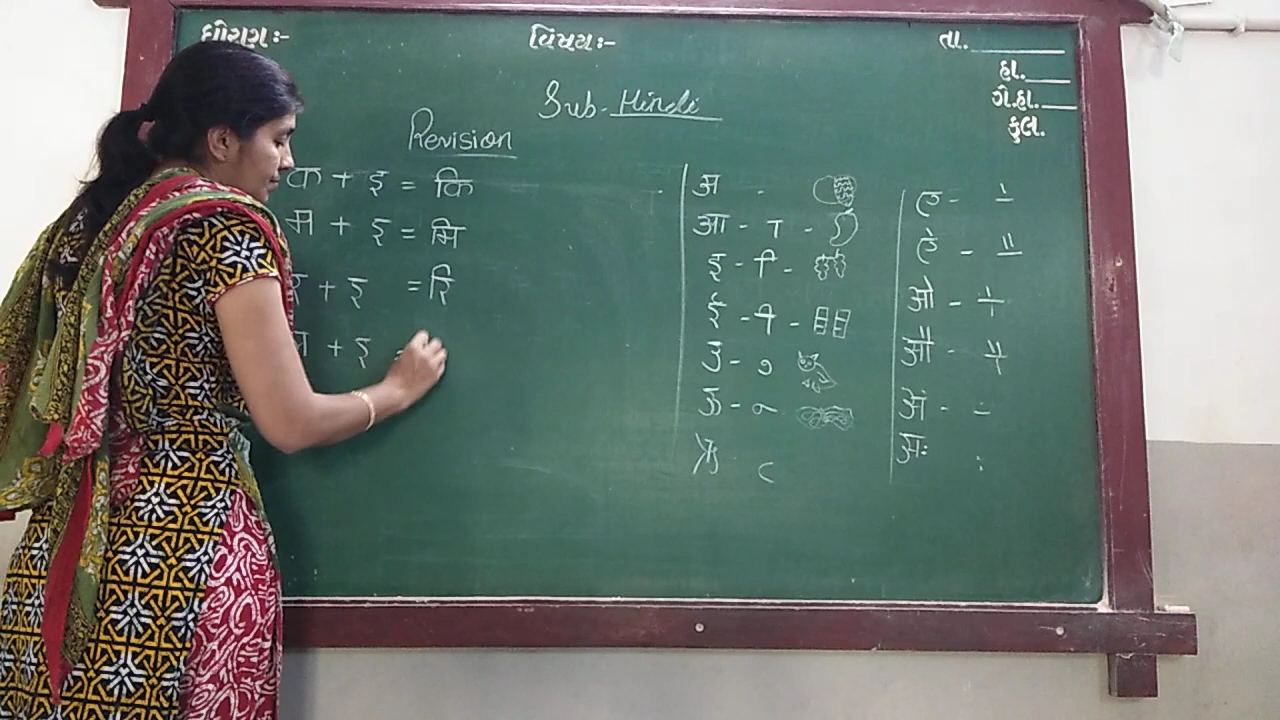 ધોરણ:-
વિષય:-
તા.
હા.
ગે.હા.
કુલ.
Sub-Hindi
Revision
क + इ = कि
म + इ = मि
+ इ = रि
+ इ =
अ -
आ - ा -
इ - ि -
ई - ी -
उ - ु
ऊ - ू
ऋ ृ
ए - े
ऐ - ै
ओ - ो
औ - ौ
अं - ं
अः :